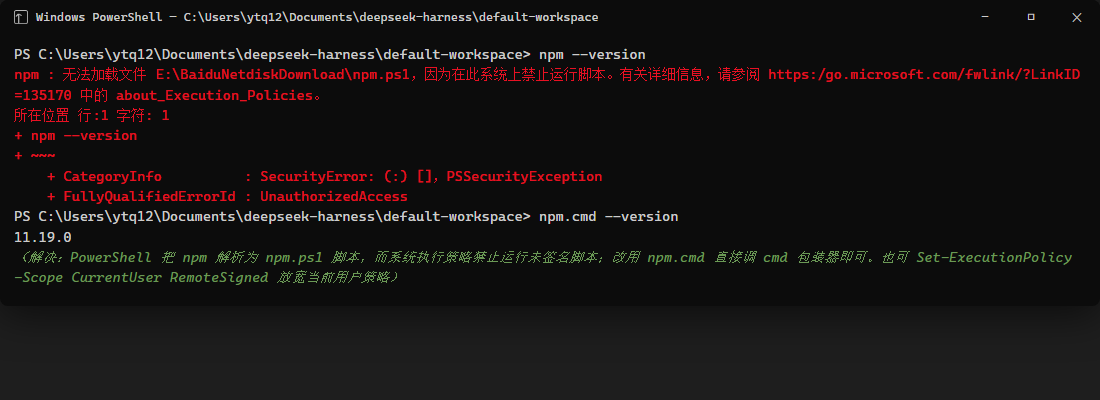 Windows PowerShell — C:\Users\ytq12\Documents\deepseek-harness\default-workspace
PS C:\Users\ytq12\Documents\deepseek-harness\default-workspace> npm --version
npm : 无法加载文件 E:\BaiduNetdiskDownload\npm.ps1，因为在此系统上禁止运行脚本。有关详细信息，请参阅 https:/go.microsoft.com/fwlink/?LinkID
=135170 中的 about_Execution_Policies。
所在位置 行:1 字符: 1
+ npm --version
+ ~~~
    + CategoryInfo          : SecurityError: (:) []，PSSecurityException
    + FullyQualifiedErrorId : UnauthorizedAccess
PS C:\Users\ytq12\Documents\deepseek-harness\default-workspace> npm.cmd --version
11.19.0
（解决：PowerShell 把 npm 解析为 npm.ps1 脚本，而系统执行策略禁止运行未签名脚本；改用 npm.cmd 直接调 cmd 包装器即可。也可 Set-ExecutionPolicy
-Scope CurrentUser RemoteSigned 放宽当前用户策略）